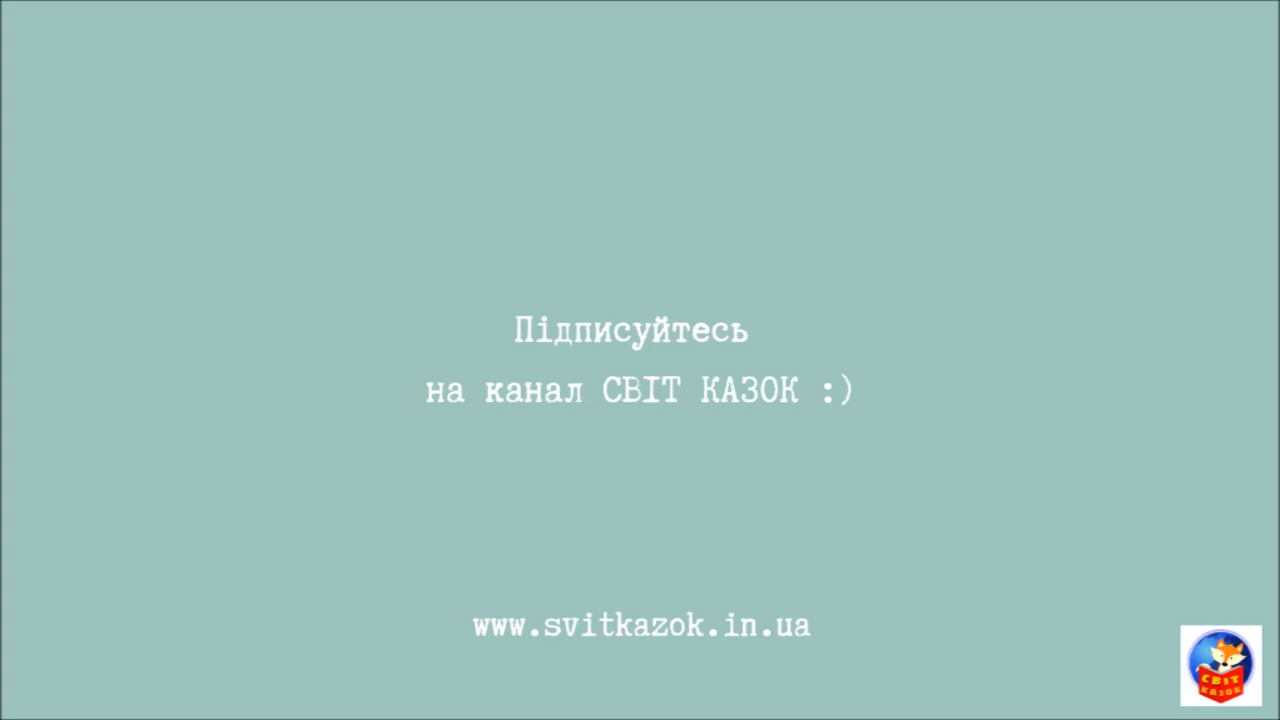 Підписуйтесь
на канал СВІТ КАЗОК :)
www.svitkazok.in.ua
СВІТ
КАЗОК